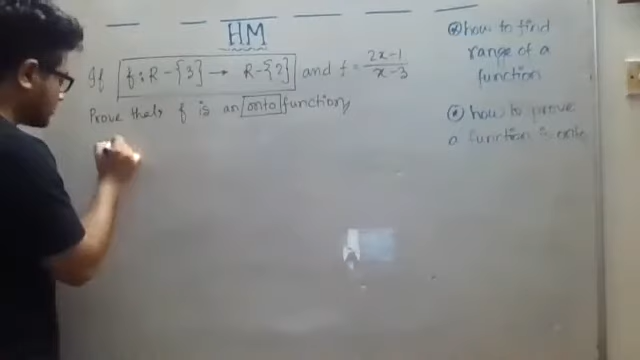 HM
If f : R - {3} → R - {2} and f = 2x-1 / x-3
Prove that, f is an onto function,
⊗ how to find
range of a
function
⊗ how to prove
a function is onto